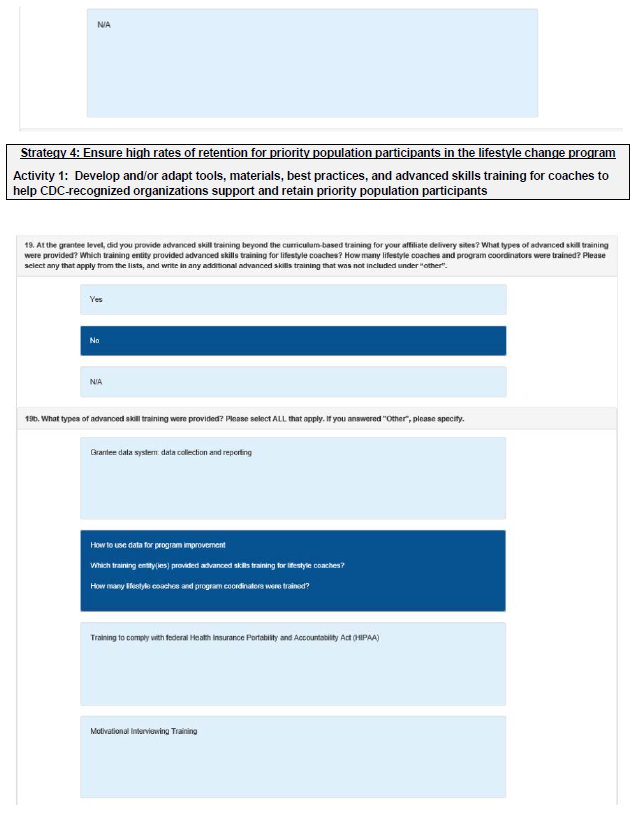 N/A
Strategy 4: Ensure high rates of retention for priority population participants in the lifestyle change program
Activity 1:  Develop and/or adapt tools, materials, best practices, and advanced skills training for coaches to
help CDC-recognized organizations support and retain priority population participants
19. At the grantee level, did you provide advanced skill training beyond the curriculum-based training for your affiliate delivery sites? What types of advanced skill training
were provided? Which training entity provided advanced skills training for lifestyle coaches? How many lifestyle coaches and program coordinators were trained? Please
select any that apply from the lists, and write in any additional advanced skills training that was not included under "other".
Yes
No
N/A
19b. What types of advanced skill training were provided? Please select ALL that apply. If you answered "Other", please specify.
Grantee data system: data collection and reporting
How to use data for program improvement
Which training entity(ies) provided advanced skills training for lifestyle coaches?
How many lifestyle coaches and program coordinators were trained?
Training to comply with federal Health Insurance Portability and Accountability Act (HIPAA)
Motivational Interviewing Training